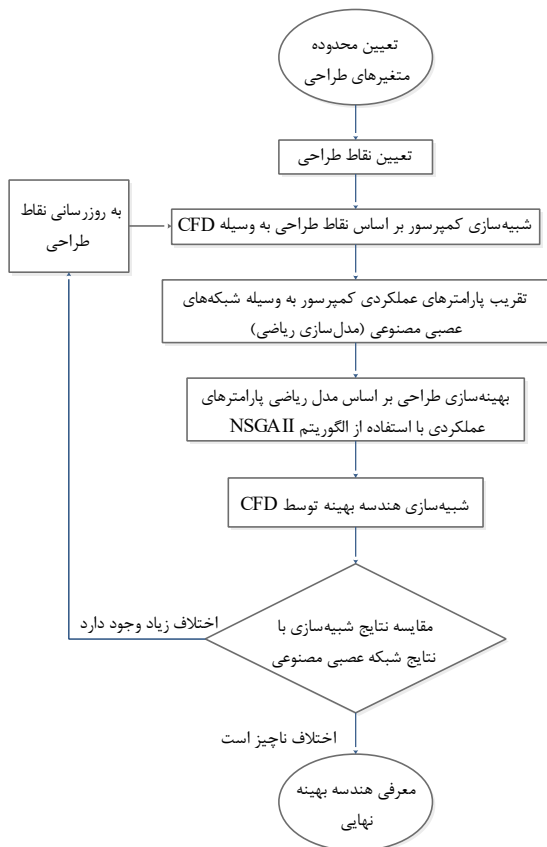 تعیین محدوده
متغیرهای طراحی
تعیین نقاط طراحی
به روزرسانی نقاط
طراحی
شبیه‌سازی کمپرسور بر اساس نقاط طراحی به وسیله CFD
تقریب پارامترهای عملکردی کمپرسور به وسیله شبکه‌های
عصبی مصنوعی (مدل‌سازی ریاضی)
بهینه‌سازی طراحی بر اساس مدل ریاضی پارامترهای
عملکردی با استفاده از الگوریتم NSGAII
شبیه‌سازی هندسه بهینه توسط CFD
مقایسه نتایج شبیه‌سازی با
نتایج شبکه عصبی مصنوعی
اختلاف زیاد وجود دارد
اختلاف ناچیز است
معرفی هندسه بهینه
نهایی